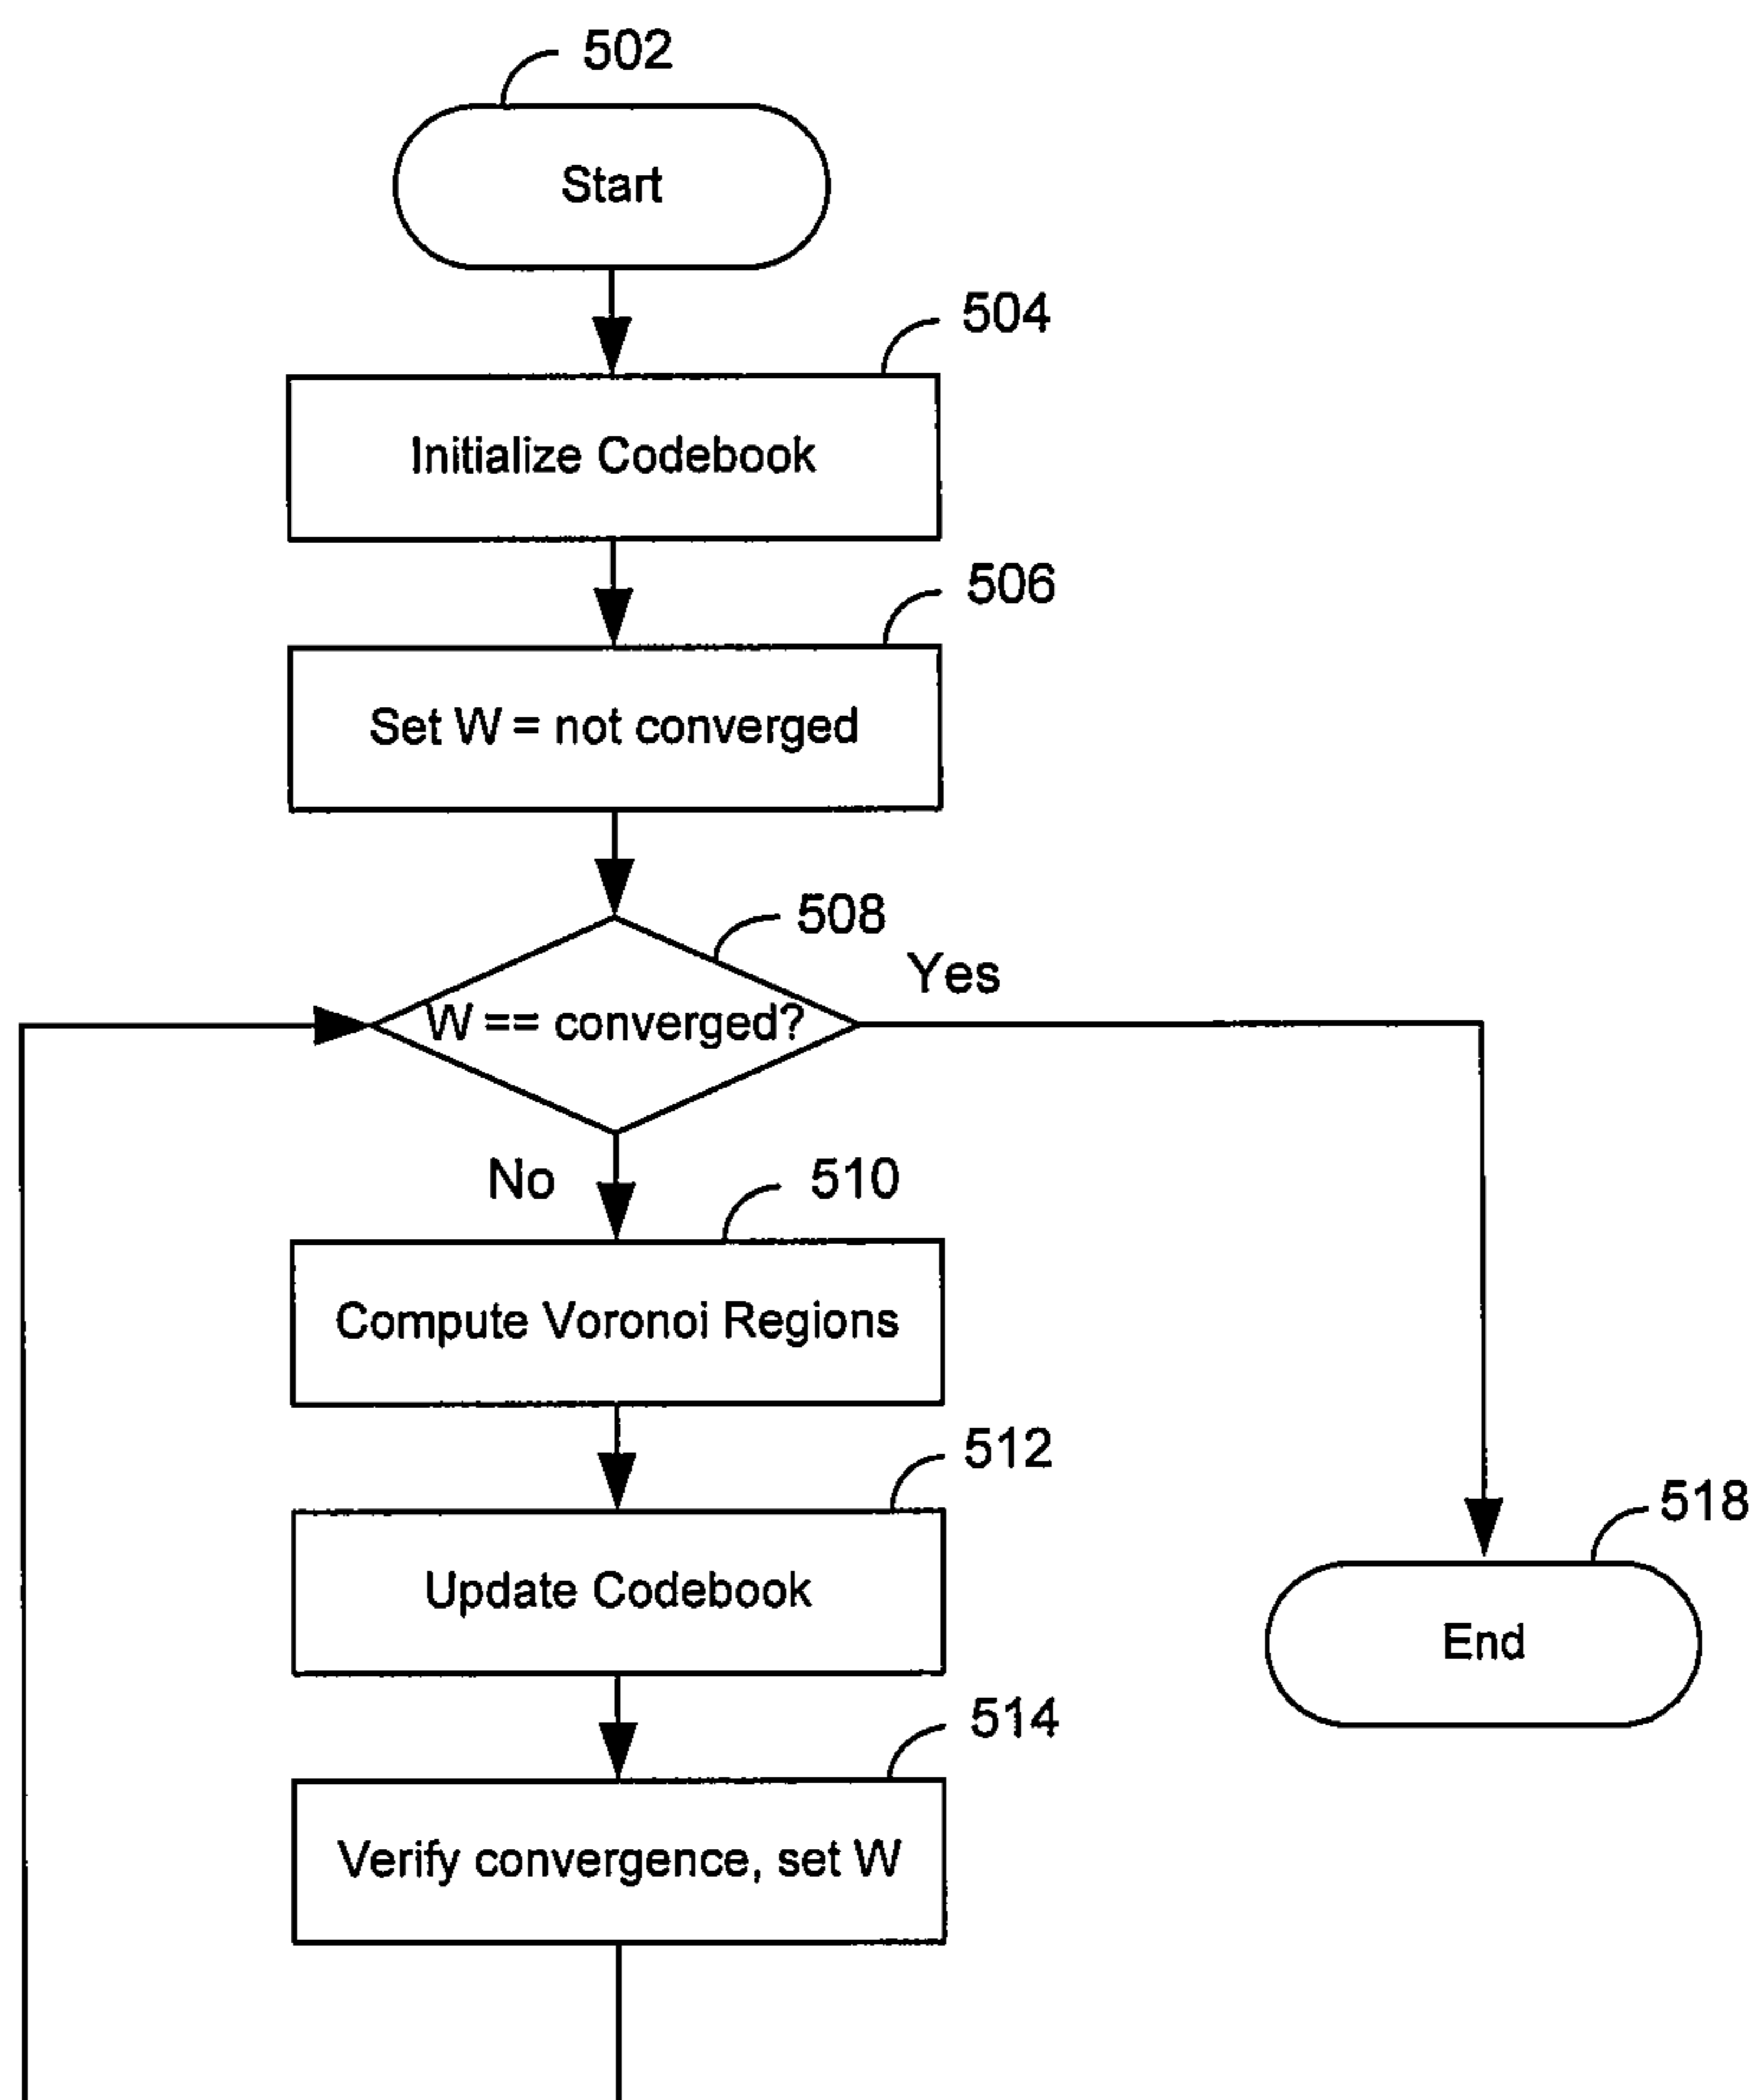 502
Start
504
Initialize Codebook
506
Set W = not converged
508
Yes
W == converged?
No
510
Compute Voronoi Regions
512
Update Codebook
518
End
514
Verify convergence, set W